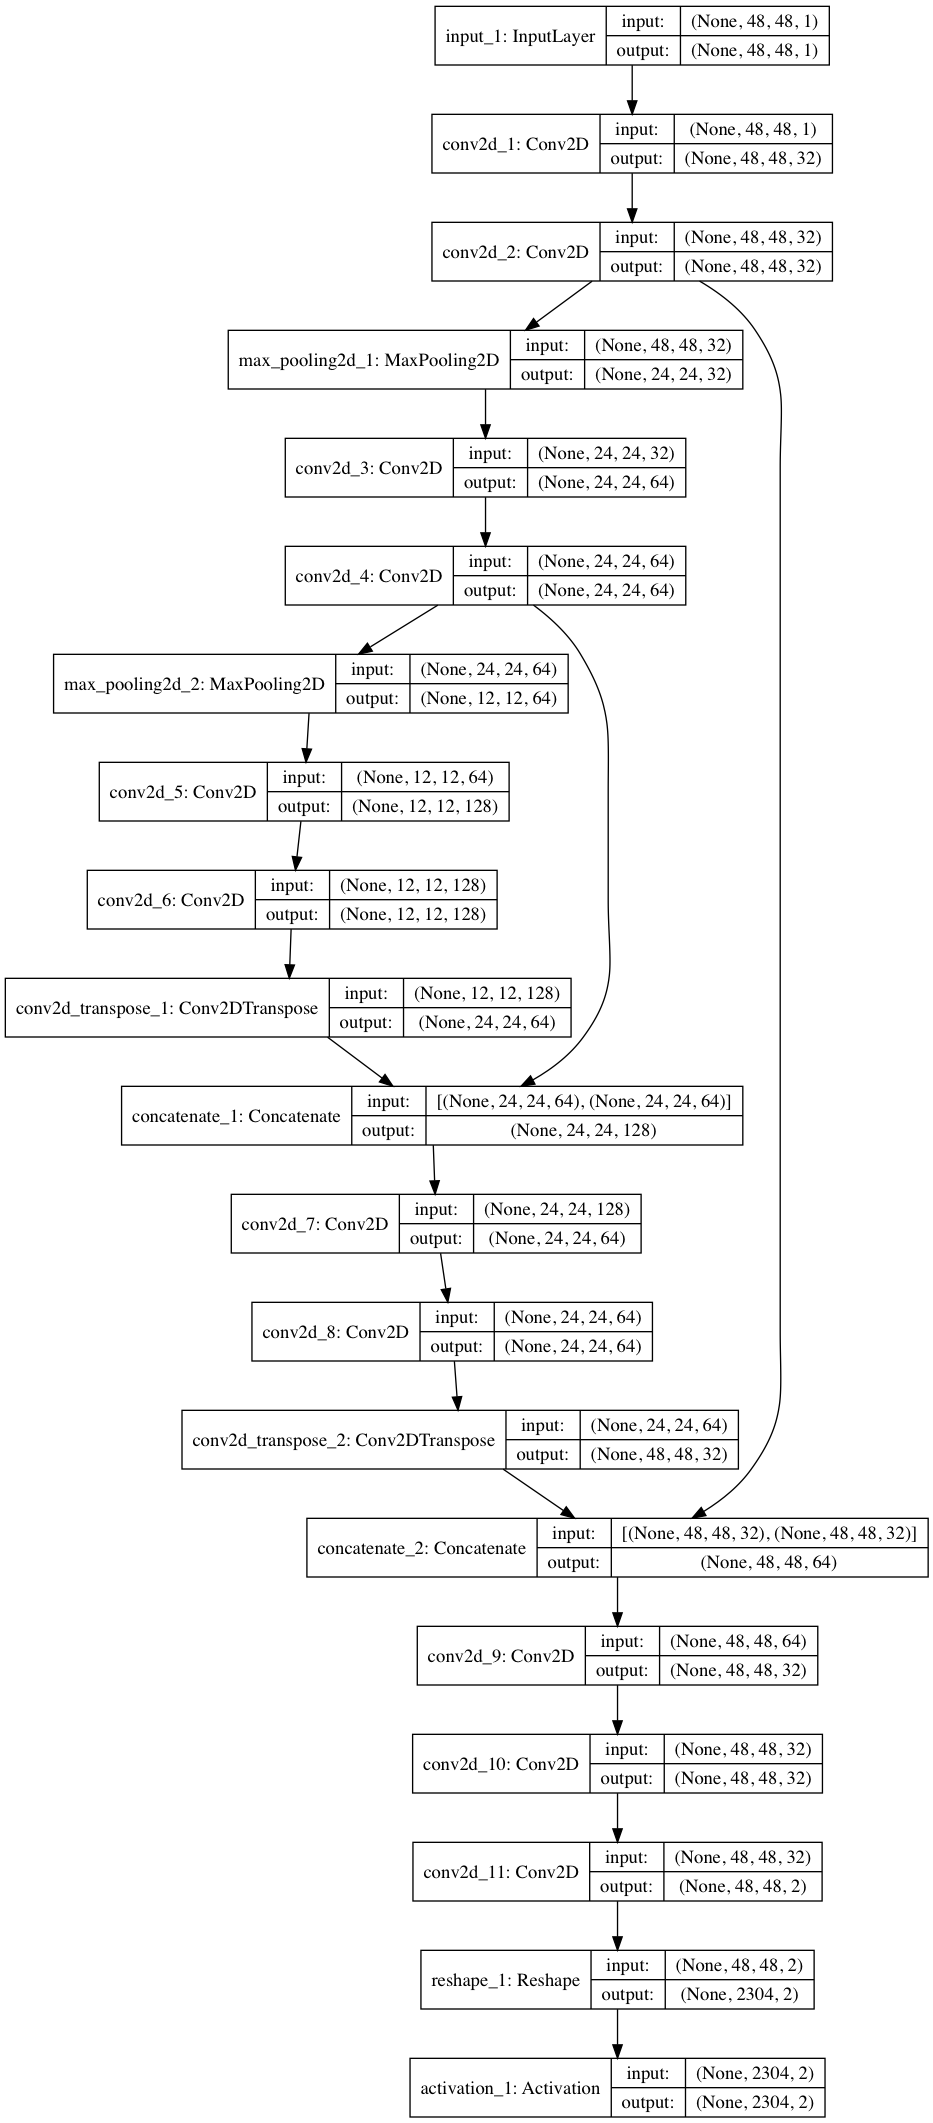 input_1: InputLayer
input: (None, 48, 48, 1)
output: (None, 48, 48, 1)
conv2d_1: Conv2D
input: (None, 48, 48, 1)
output: (None, 48, 48, 32)
conv2d_2: Conv2D
input: (None, 48, 48, 32)
output: (None, 48, 48, 32)
max_pooling2d_1: MaxPooling2D
input: (None, 48, 48, 32)
output: (None, 24, 24, 32)
conv2d_3: Conv2D
input: (None, 24, 24, 32)
output: (None, 24, 24, 64)
conv2d_4: Conv2D
input: (None, 24, 24, 64)
output: (None, 24, 24, 64)
max_pooling2d_2: MaxPooling2D
input: (None, 24, 24, 64)
output: (None, 12, 12, 64)
conv2d_5: Conv2D
input: (None, 12, 12, 64)
output: (None, 12, 12, 128)
conv2d_6: Conv2D
input: (None, 12, 12, 128)
output: (None, 12, 12, 128)
conv2d_transpose_1: Conv2DTranspose
input: (None, 12, 12, 128)
output: (None, 24, 24, 64)
concatenate_1: Concatenate
input: [(None, 24, 24, 64), (None, 24, 24, 64)]
output: (None, 24, 24, 128)
conv2d_7: Conv2D
input: (None, 24, 24, 128)
output: (None, 24, 24, 64)
conv2d_8: Conv2D
input: (None, 24, 24, 64)
output: (None, 24, 24, 64)
conv2d_transpose_2: Conv2DTranspose
input: (None, 24, 24, 64)
output: (None, 48, 48, 32)
concatenate_2: Concatenate
input: [(None, 48, 48, 32), (None, 48, 48, 32)]
output: (None, 48, 48, 64)
conv2d_9: Conv2D
input: (None, 48, 48, 64)
output: (None, 48, 48, 32)
conv2d_10: Conv2D
input: (None, 48, 48, 32)
output: (None, 48, 48, 32)
conv2d_11: Conv2D
input: (None, 48, 48, 32)
output: (None, 48, 48, 2)
reshape_1: Reshape
input: (None, 48, 48, 2)
output: (None, 2304, 2)
activation_1: Activation
input: (None, 2304, 2)
output: (None, 2304, 2)